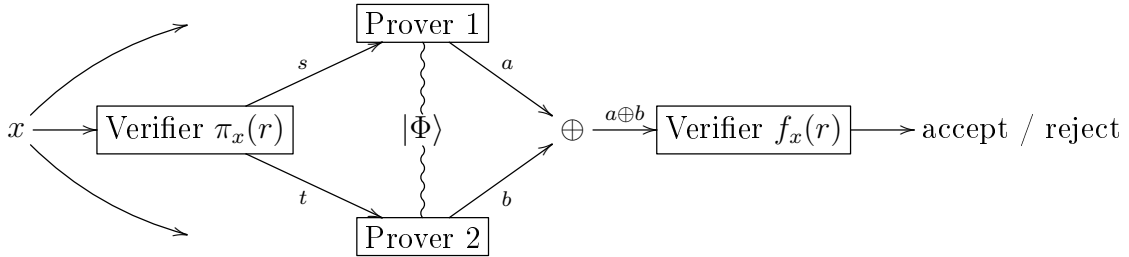 Prover 1
s
a
x
Verifier π_x(r)
|Φ⟩
⊕
a⊕b
Verifier f_x(r)
accept / reject
t
b
Prover 2